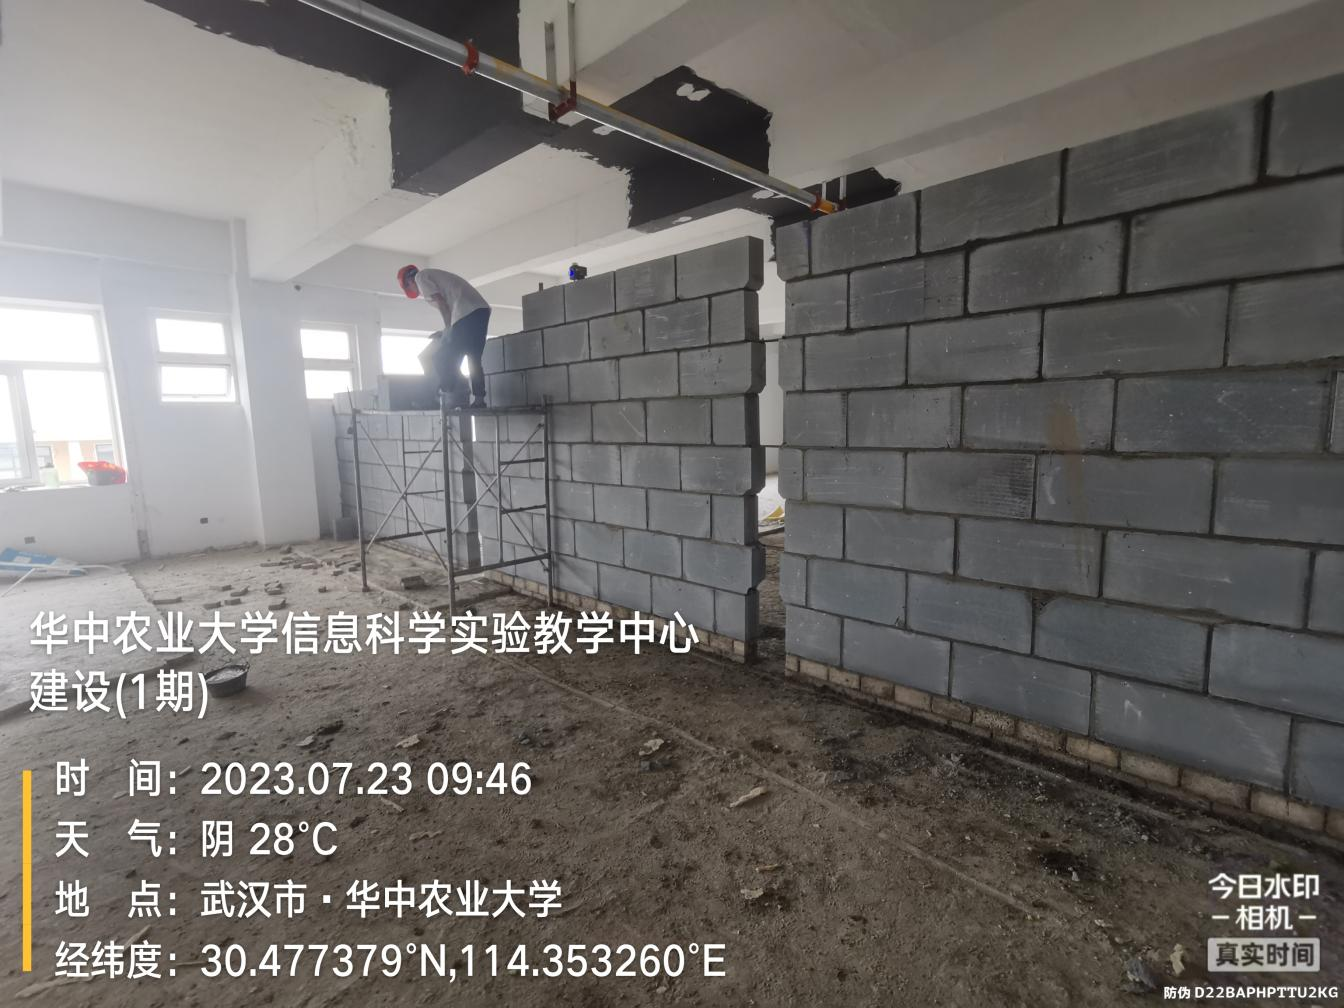 华中农业大学信息科学实验教学中心
建设(1期)
时 间：2023.07.23 09:46
天 气：阴 28°C
地 点：武汉市·华中农业大学
经纬度：30.477379°N,114.353260°E
今日水印
相机
真实时间
防伪 D22BAPHPTTU2KG